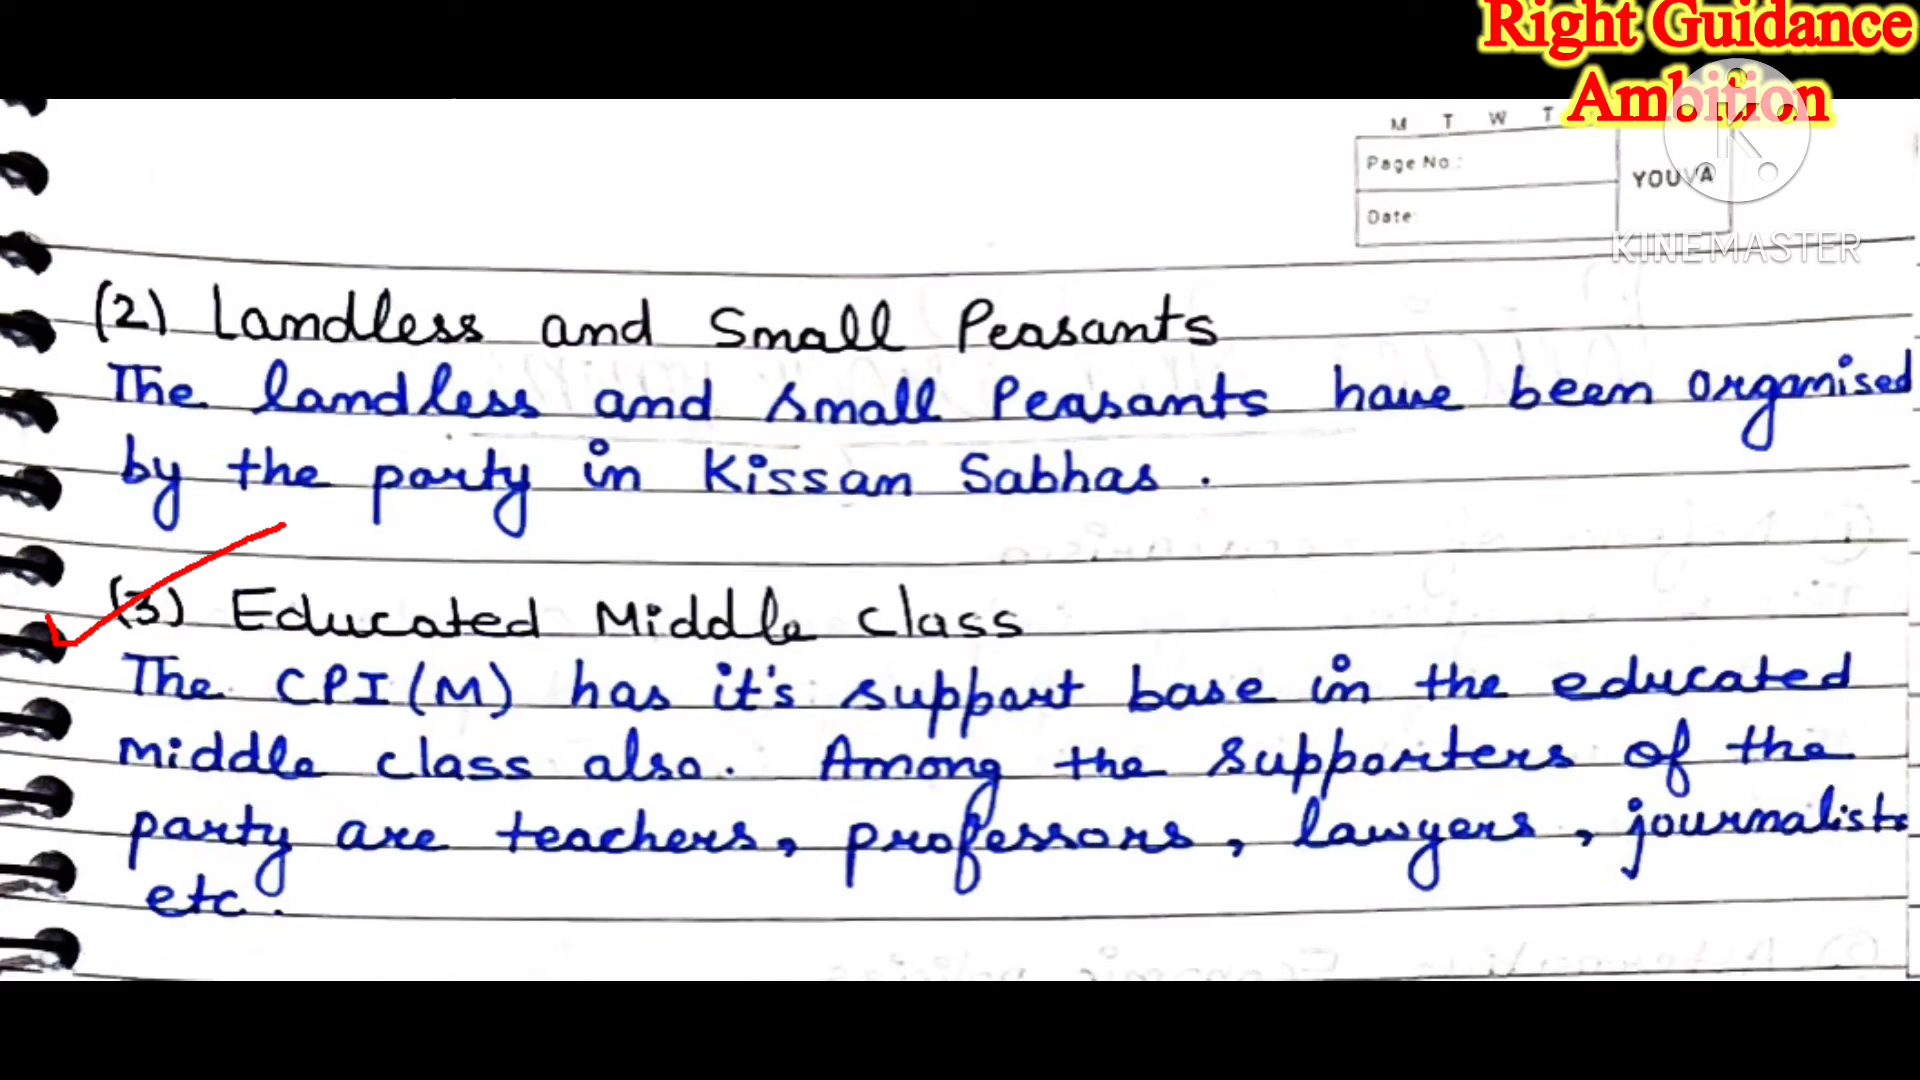 Right Guidance
Ambition
M T W T
Page No.:
YOUVA
Date:
KINEMASTER
(2) Landless and Small Peasants
The landless and small Peasants have been organised
by the party in Kissan Sabhas.
(3) Educated Middle Class
The CPI(M) has it's support base in the educated
middle class also. Among the supporters of the
party are teachers, professors, lawyers, journalists
etc.